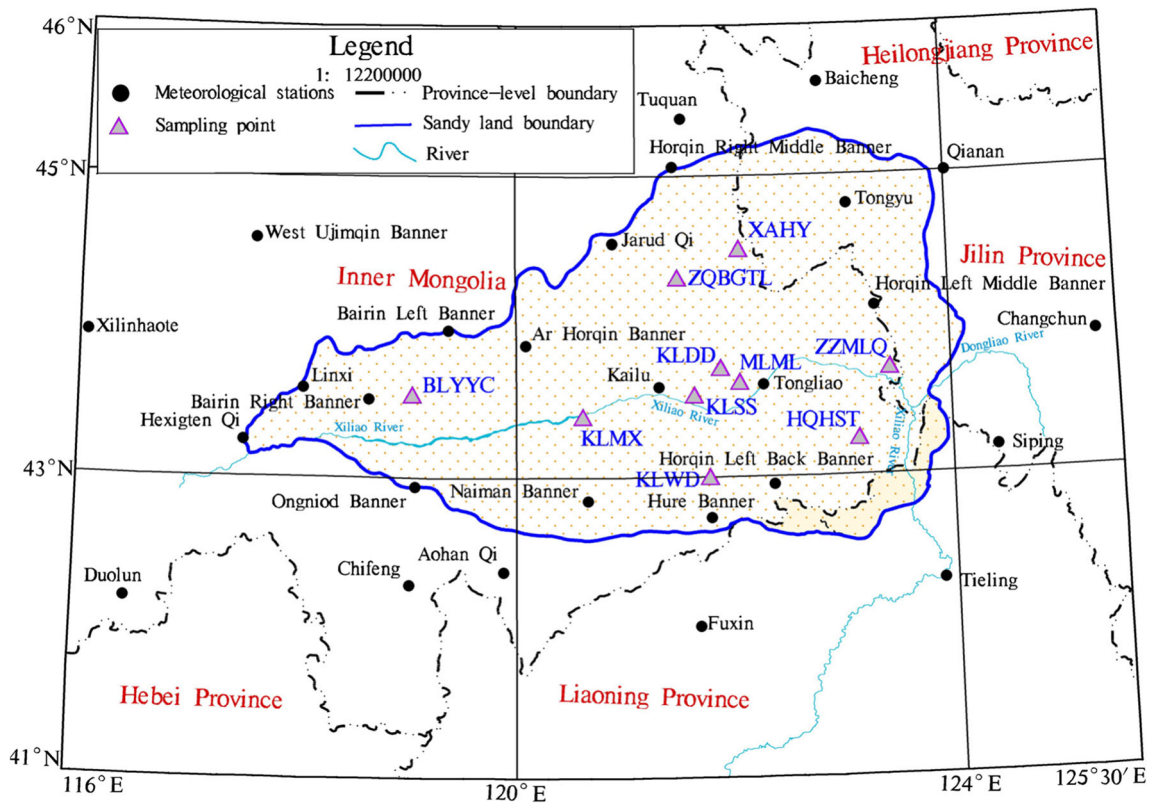 46°N
Legend
1: 12200000
Meteorological stations
Province-level boundary
Sampling point
Sandy land boundary
River
Heilongjiang Province
Baicheng
Tuquan
Horqin Right Middle Banner
Qianan
45°N
Tongyu
West Ujimqin Banner
Jarud Qi
XAHY
Jilin Province
Inner Mongolia
ZQBGTL
Horqin Left Middle Banner
Bairin Left Banner
Changchun
Xilinhaote
Ar Horqin Banner
Dongliao River
ZZMLQ
KLDD
MLML
Linxi
Kailu
Tongliao
BLYYC
Bairin Right Banner
KLSS
Xiliao River
Hexigten Qi
Xiliao River
HQHST
Xiliao River
KLMX
Siping
Horqin Left Back Banner
43°N
KLWD
Ongniod Banner
Naiman Banner
Hure Banner
Aohan Qi
Duolun
Chifeng
Tieling
Fuxin
Hebei Province
Liaoning Province
41°N
116°E
120°E
124°E
125°30′E